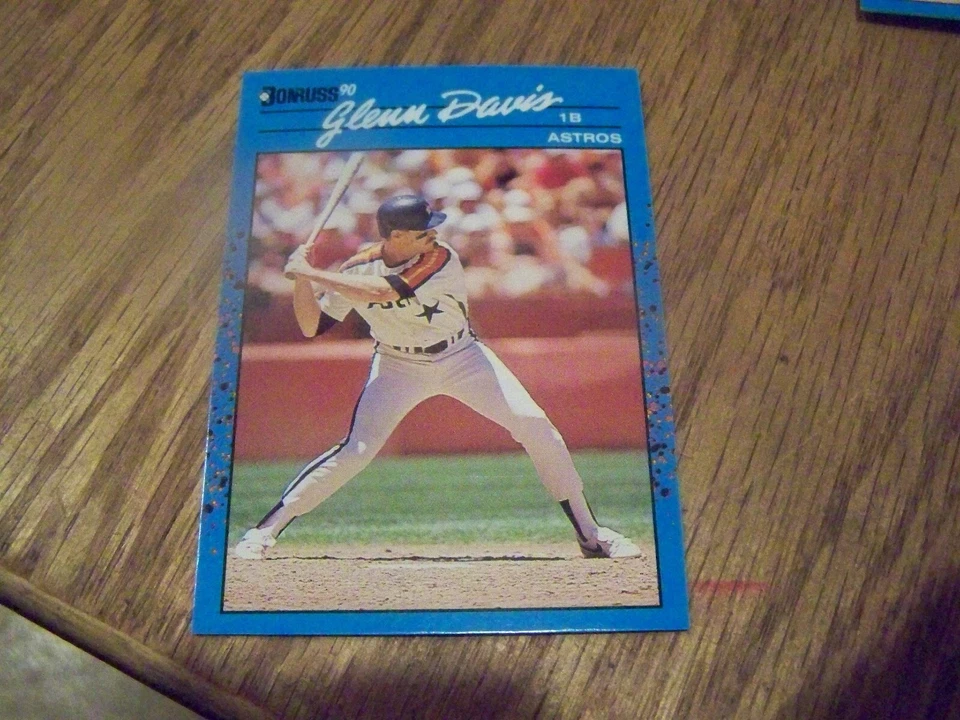 DONRUSS 90
Glenn Davis
1B
ASTROS